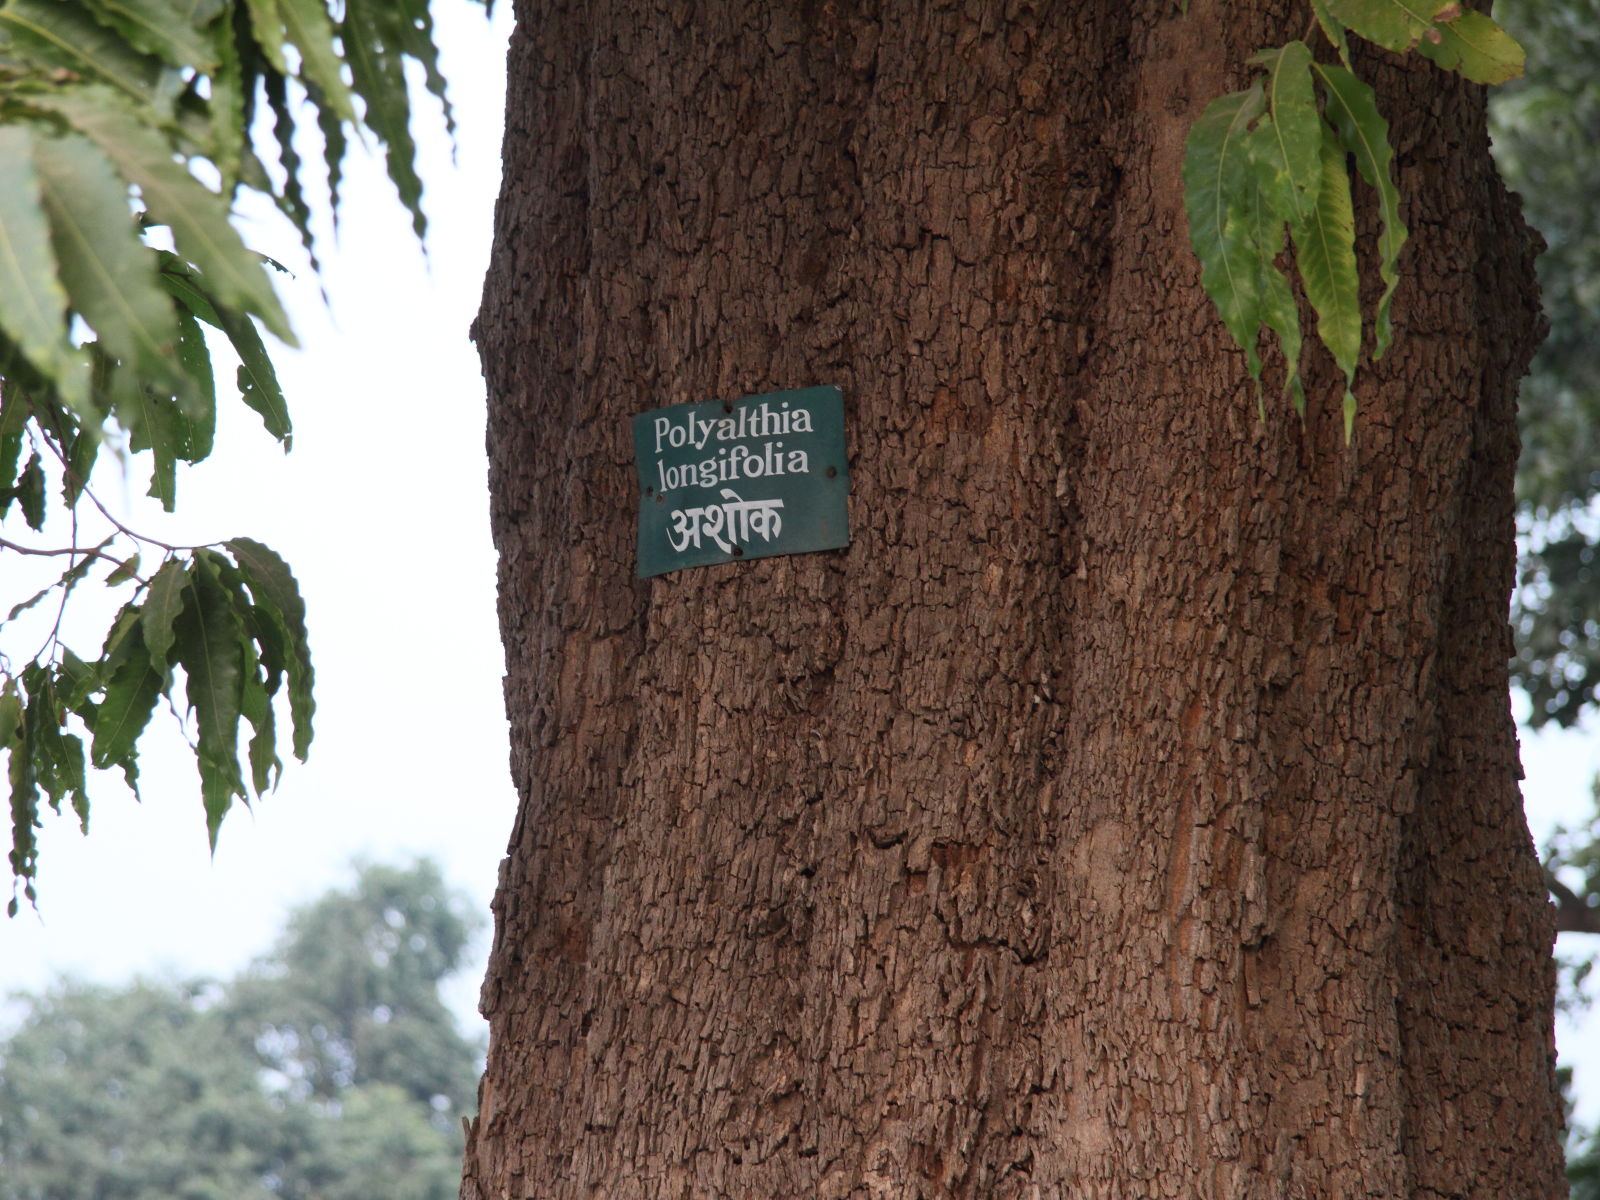 Polyalthia
longifolia
अशोक